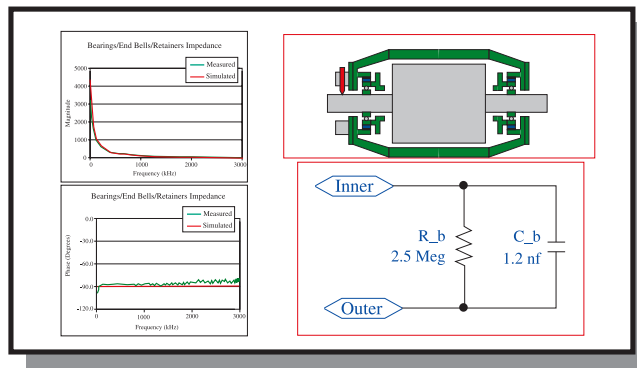 Bearings/End Bells/Retainers Impedance
Measured
Simulated
5000
4000
3000
2000
1000
0
Magnitude
0
1000
2000
3000
Frequency (kHz)
Bearings/End Bells/Retainers Impedance
Measured
Simulated
0.0
-30.0
-60.0
-90.0
-120.0
Phase (Degrees)
0
1000
2000
3000
Frequency (kHz)
Inner
R_b
2.5 Meg
C_b
1.2 nf
Outer